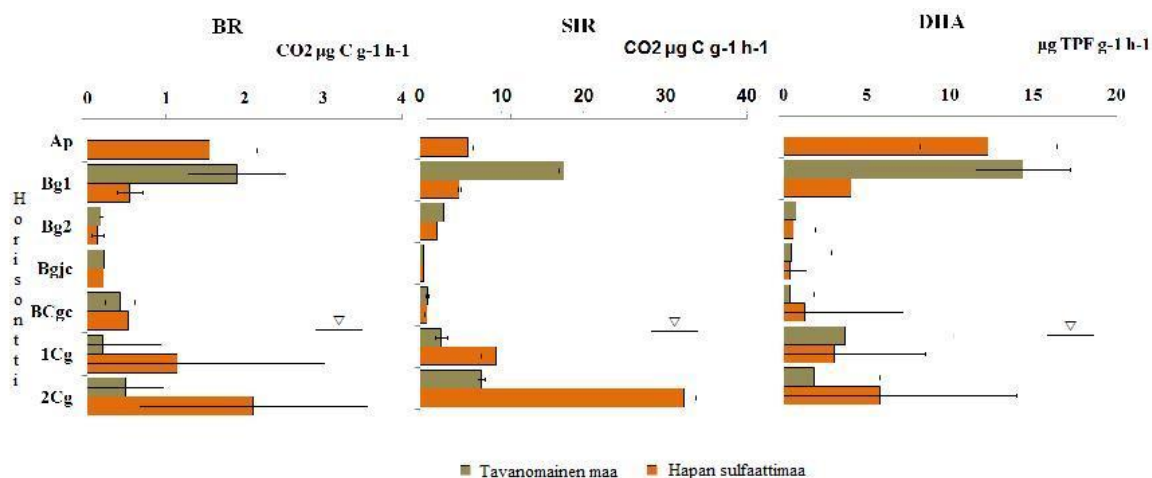 BR
SIR
DHA
CO2 µg C g-1 h-1
CO2 µg C g-1 h-1
µg TPF g-1 h-1
0 1 2 3 4
0 10 20 30 40
0 5 10 15 20
Horisontti
Ap
Bg1
Bg2
Bgjc
BCgc
1Cg
2Cg
Tavanomainen maa
Hapan sulfaattimaa